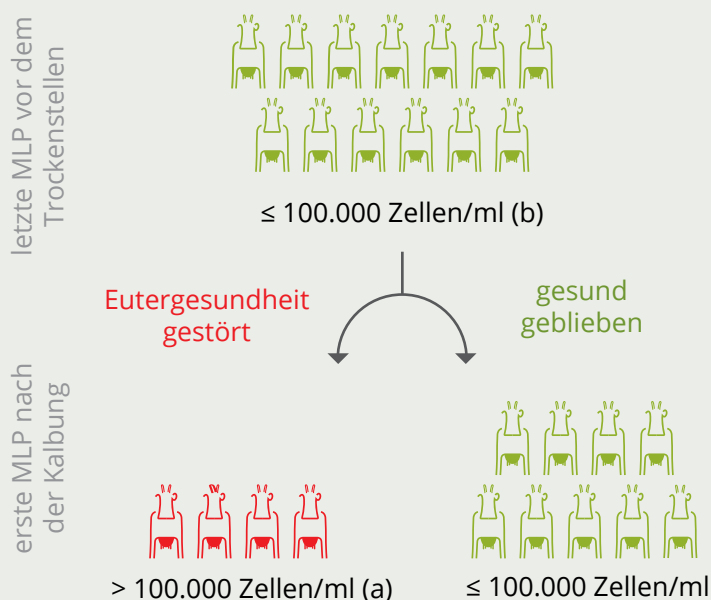 letzte MLP vor dem
Trockenstellen
≤ 100.000 Zellen/ml (b)
Eutergesundheit
gestört
gesund
geblieben
erste MLP nach
der Kalbung
> 100.000 Zellen/ml (a)
≤ 100.000 Zellen/ml